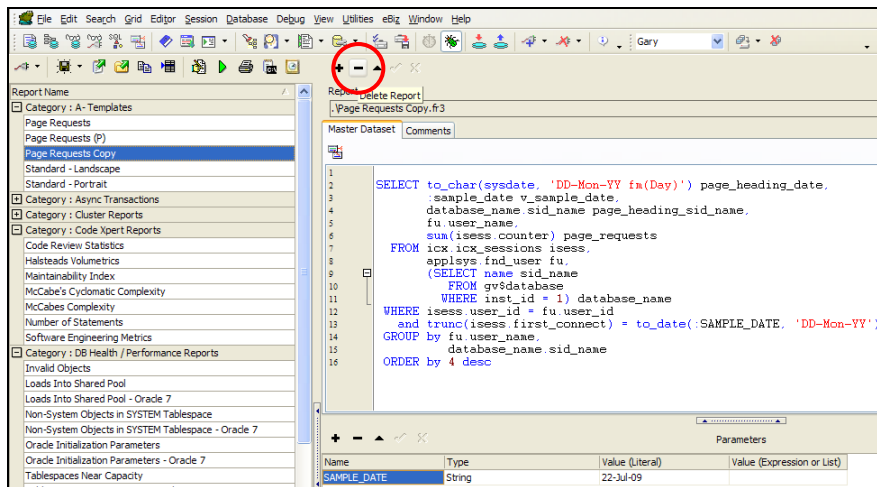 File Edit Search Grid Editor Session Database Debug View Utilities eBiz Window Help
Gary
Report Name
Category : A- Templates
Page Requests
Page Requests (P)
Page Requests Copy
Standard - Landscape
Standard - Portrait
Category : Async Transactions
Category : Cluster Reports
Category : Code Xpert Reports
Code Review Statistics
Halsteads Volumetrics
Maintainability Index
McCabe's Cyclomatic Complexity
McCabes Complexity
Number of Statements
Software Engineering Metrics
Category : DB Health / Performance Reports
Invalid Objects
Loads Into Shared Pool
Loads Into Shared Pool - Oracle 7
Non-System Objects in SYSTEM Tablespace
Non-System Objects in SYSTEM Tablespace - Oracle 7
Oracle Initialization Parameters
Oracle Initialization Parameters - Oracle 7
Tablespaces Near Capacity
Delete Report
.\Page Requests Copy.fr3
Master Dataset Comments
1
2 SELECT to_char(sysdate, 'DD-Mon-YY fm(Day)') page_heading_date,
3 :sample_date v_sample_date,
4 database_name.sid_name page_heading_sid_name,
5 fu.user_name,
6 sum(isess.counter) page_requests
7 FROM icx.icx_sessions isess,
8 applsys.fnd_user fu,
9 (SELECT name sid_name
10 FROM gv$database
11 WHERE inst_id = 1) database_name
12 WHERE isess.user_id = fu.user_id
13 and trunc(isess.first_connect) = to_date(:SAMPLE_DATE, 'DD-Mon-YY')
14 GROUP by fu.user_name,
15 database_name.sid_name
16 ORDER by 4 desc
Parameters
Name Type Value (Literal) Value (Expression or List)
SAMPLE_DATE String 22-Jul-09